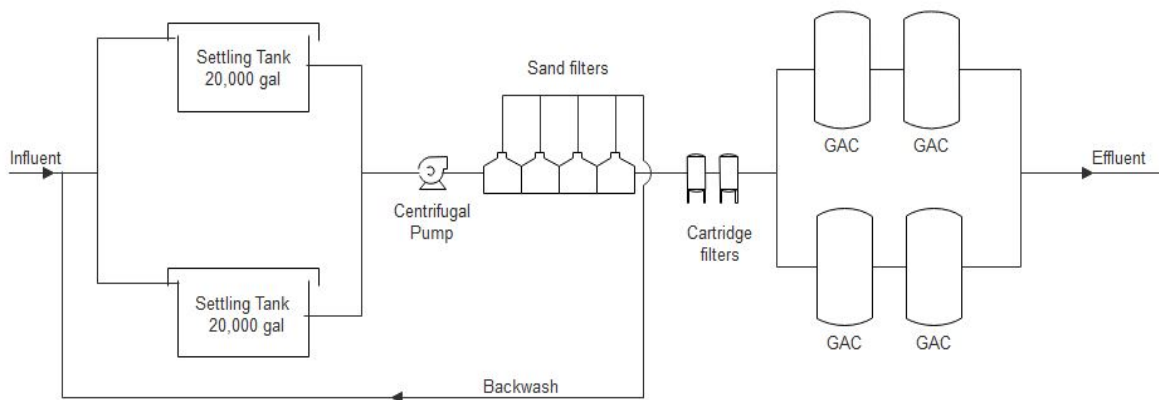 Settling Tank
20,000 gal
Sand filters
GAC
GAC
Influent
Effluent
Centrifugal
Pump
Cartridge
filters
Settling Tank
20,000 gal
GAC
GAC
Backwash